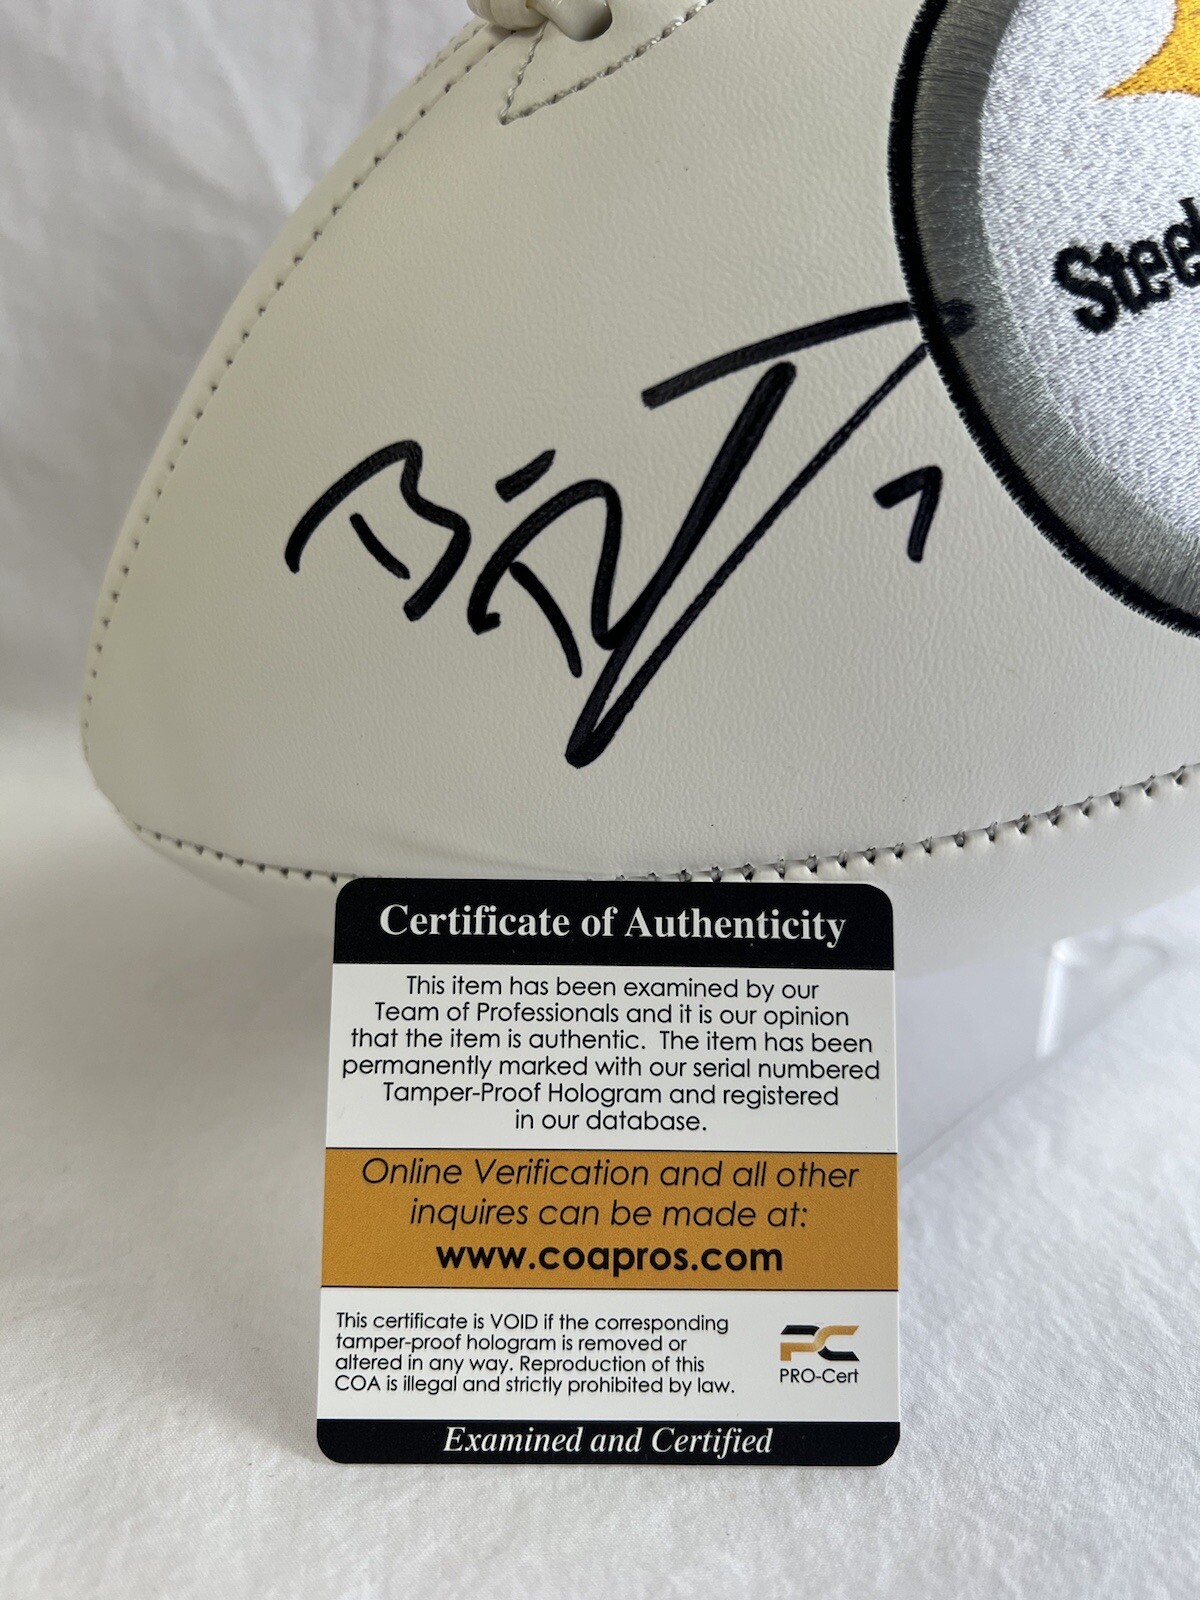 Steel
7
Certificate of Authenticity
This item has been examined by our
Team of Professionals and it is our opinion
that the item is authentic. The item has been
permanently marked with our serial numbered
Tamper-Proof Hologram and registered
in our database.
Online Verification and all other
inquires can be made at:
www.coapros.com
This certificate is VOID if the corresponding
tamper-proof hologram is removed or
altered in any way. Reproduction of this
COA is illegal and strictly prohibited by law.
PC
PRO-Cert
Examined and Certified